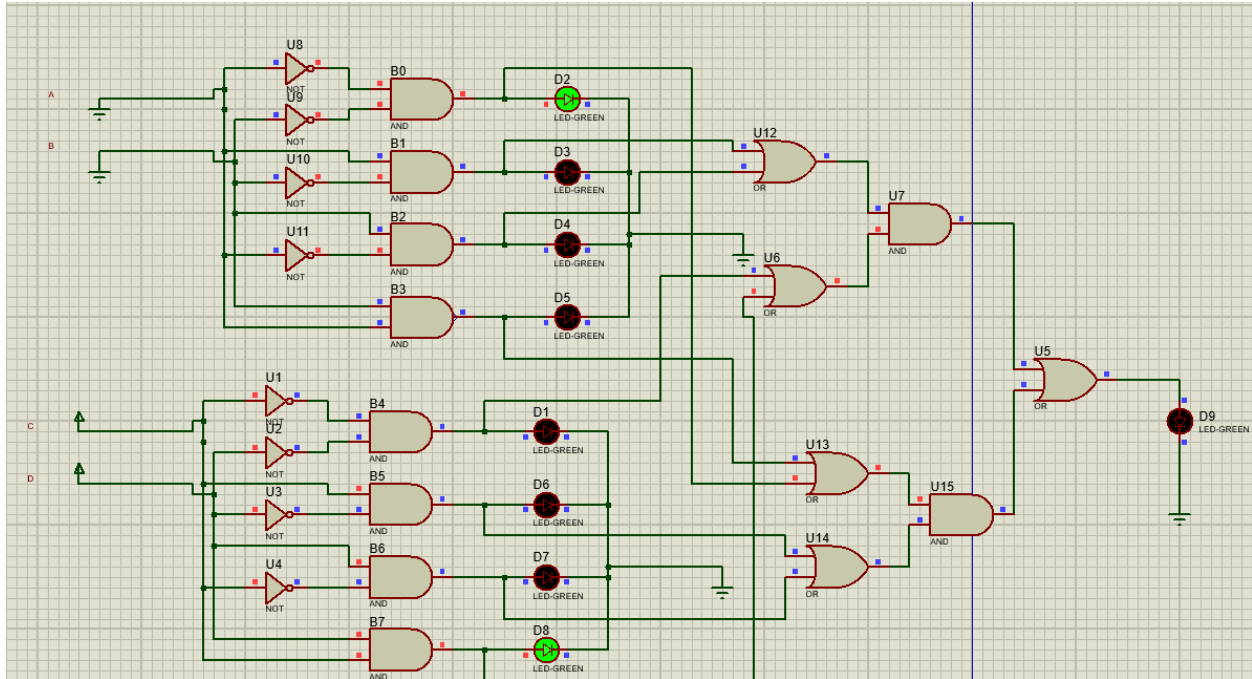 U8
A
NOT
B0
AND
D2
LED-GREEN
U9
NOT
B
U10
NOT
B1
AND
D3
LED-GREEN
U12
OR
U11
NOT
B2
AND
D4
LED-GREEN
U7
AND
B3
AND
D5
LED-GREEN
U6
OR
U5
OR
D9
LED-GREEN
U1
NOT
C
B4
AND
D1
LED-GREEN
U2
NOT
D
U3
NOT
B5
AND
D6
LED-GREEN
U13
OR
U15
AND
U4
NOT
B6
AND
D7
LED-GREEN
U14
OR
B7
AND
D8
LED-GREEN